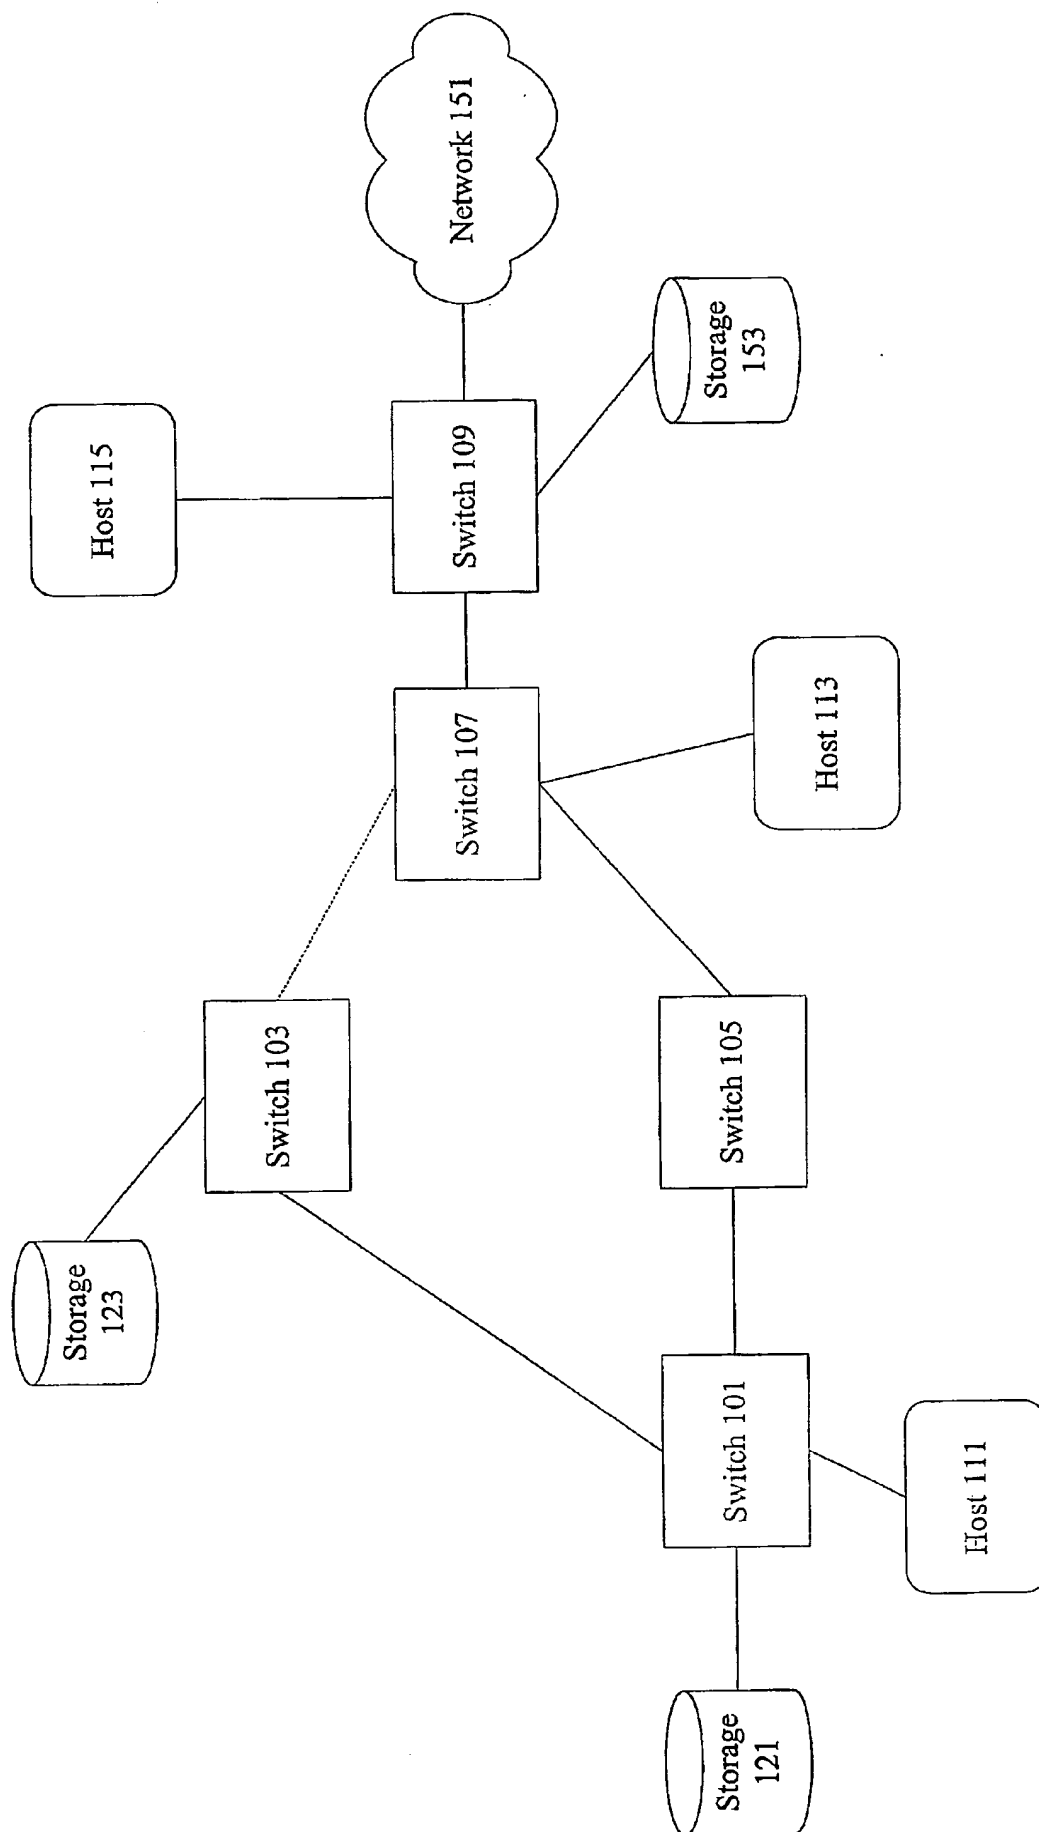 Storage
123
Host 115
Switch 103
Switch 107
Switch 109
Network 151
Storage
121
Switch 101
Switch 105
Host 111
Host 113
Storage
153